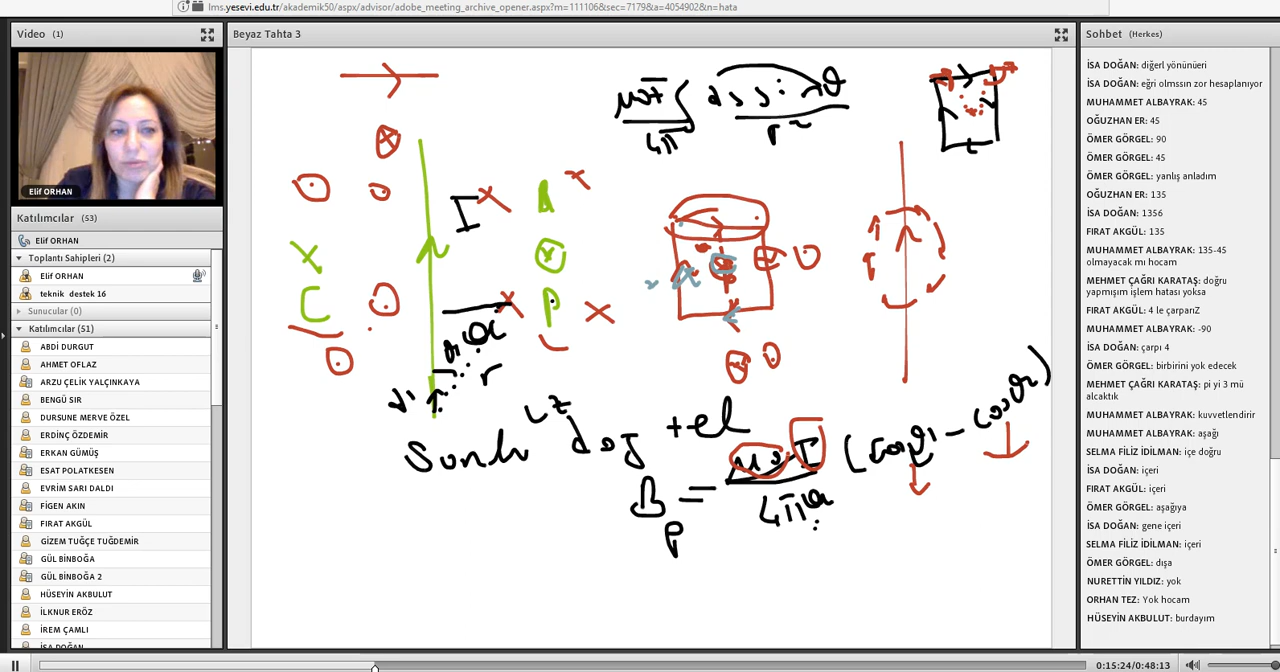 lms.yesevi.edu.tr/akademik50/aspx/advisor/adobe_meeting_archive_opener.aspx?m=111106&sec=7179&a=4054902&n=hata
Video (1)
Elif ORHAN
Katılımcılar (53)
Elif ORHAN
Toplantı Sahipleri (2)
Elif ORHAN
teknik destek 16
Sunucular (0)
Katılımcılar (51)
ABDİ DURGUT
AHMET OFLAZ
ARZU ÇELİK YALÇINKAYA
BENGÜ SIR
DURSUNE MERVE ÖZEL
ERDİNÇ ÖZDEMİR
ERKAN GÜMÜŞ
ESAT POLATKESEN
EVRİM SARI DALDI
FİGEN AKIN
FIRAT AKGÜL
GİZEM TUĞÇE TUĞDEMİR
GÜL BİNBOĞA
GÜL BİNBOĞA 2
HÜSEYİN AKBULUT
İLKNUR ERÖZ
İREM ÇAMLI
İSA DOĞAN
Beyaz Tahta 3
I
P
C
r
B = 
P
Sohbet (Herkes)
İSA DOĞAN: diğerl yönünüeri
İSA DOĞAN: eğri olmssın zor hesaplanıyor
MUHAMMET ALBAYRAK: 45
OĞUZHAN ER: 45
ÖMER GÖRGEL: 90
ÖMER GÖRGEL: 45
ÖMER GÖRGEL: yanlış anladım
OĞUZHAN ER: 135
İSA DOĞAN: 1356
FIRAT AKGÜL: 135
MUHAMMET ALBAYRAK: 135-45
olmayacak mı hocam
MEHMET ÇAĞRI KARATAŞ: doğru
yapmışım işlem hatası yoksa
FIRAT AKGÜL: 4 le çarparıZ
MUHAMMET ALBAYRAK: -90
İSA DOĞAN: çarpı 4
ÖMER GÖRGEL: birbirini yok edecek
MEHMET ÇAĞRI KARATAŞ: pi yi 3 mü
alcaktık
MUHAMMET ALBAYRAK: kuvvetlendirir
MUHAMMET ALBAYRAK: aşağı
SELMA FİLİZ İDİLMAN: içe doğru
İSA DOĞAN: içeri
FIRAT AKGÜL: içeri
ÖMER GÖRGEL: aşağıya
İSA DOĞAN: gene içeri
SELMA FİLİZ İDİLMAN: içeri
ÖMER GÖRGEL: dışa
NURETTİN YILDIZ: yok
ORHAN TEZ: Yok hocam
HÜSEYİN AKBULUT: burdayım
0:15:24/0:48:13